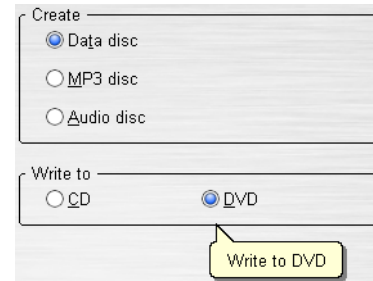 Create
Data disc
MP3 disc
Audio disc
Write to
CD DVD
Write to DVD